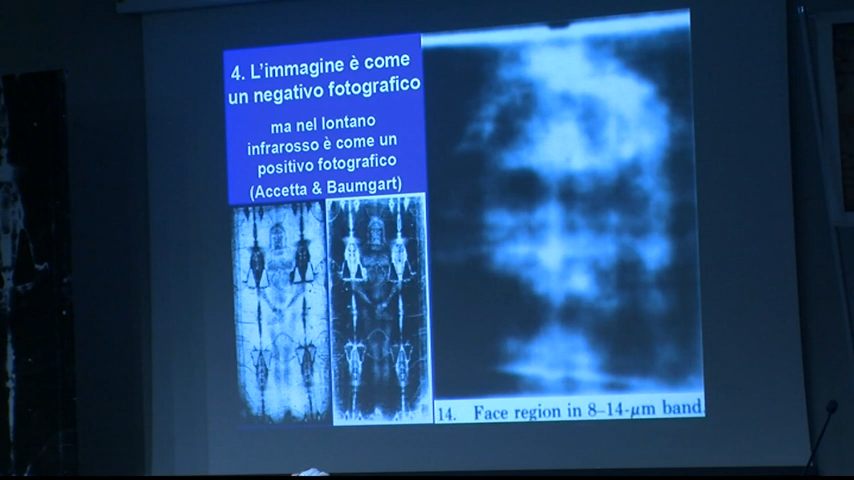 4. L'immagine è come
un negativo fotografico
ma nel lontano
infrarosso è come un
positivo fotografico
(Accetta & Baumgart)
14. Face region in 8–14-µm band.